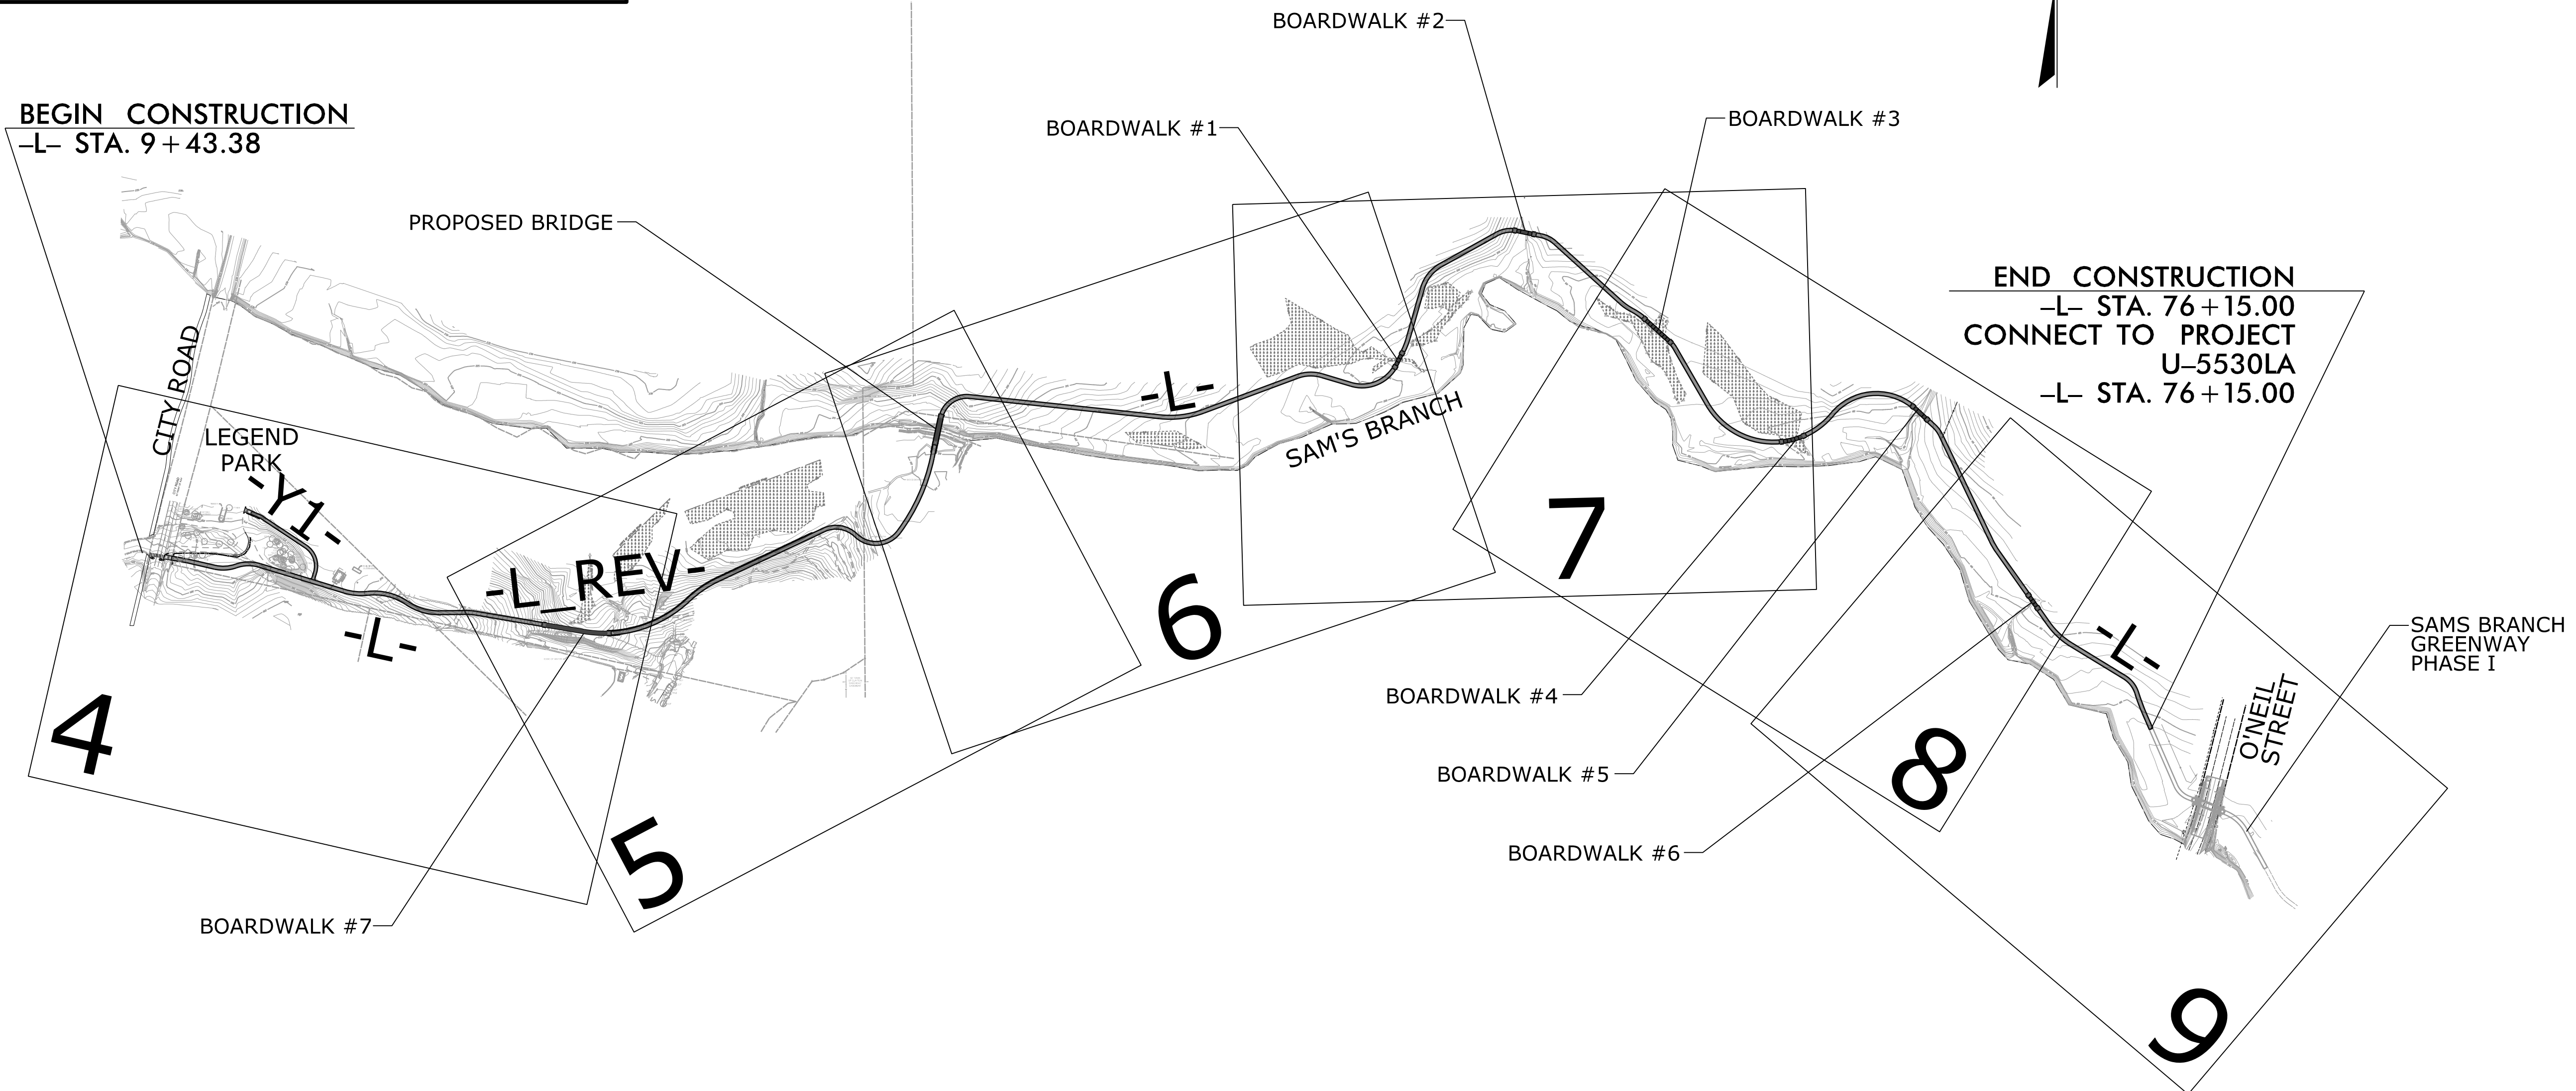 BOARDWALK #2
BEGIN CONSTRUCTION
–L– STA. 9+43.38
BOARDWALK #1
BOARDWALK #3
PROPOSED BRIDGE
END CONSTRUCTION
–L– STA. 76+15.00
CONNECT TO PROJECT
U–5530LA
–L– STA. 76+15.00
CITY ROAD
LEGEND
PARK
-Y1-
-L-
SAM'S BRANCH
-L_REV-
-L-
7
6
-L-
SAMS BRANCH
GREENWAY
PHASE I
O'NEIL
STREET
4
BOARDWALK #4
BOARDWALK #5
8
5
BOARDWALK #6
BOARDWALK #7
9